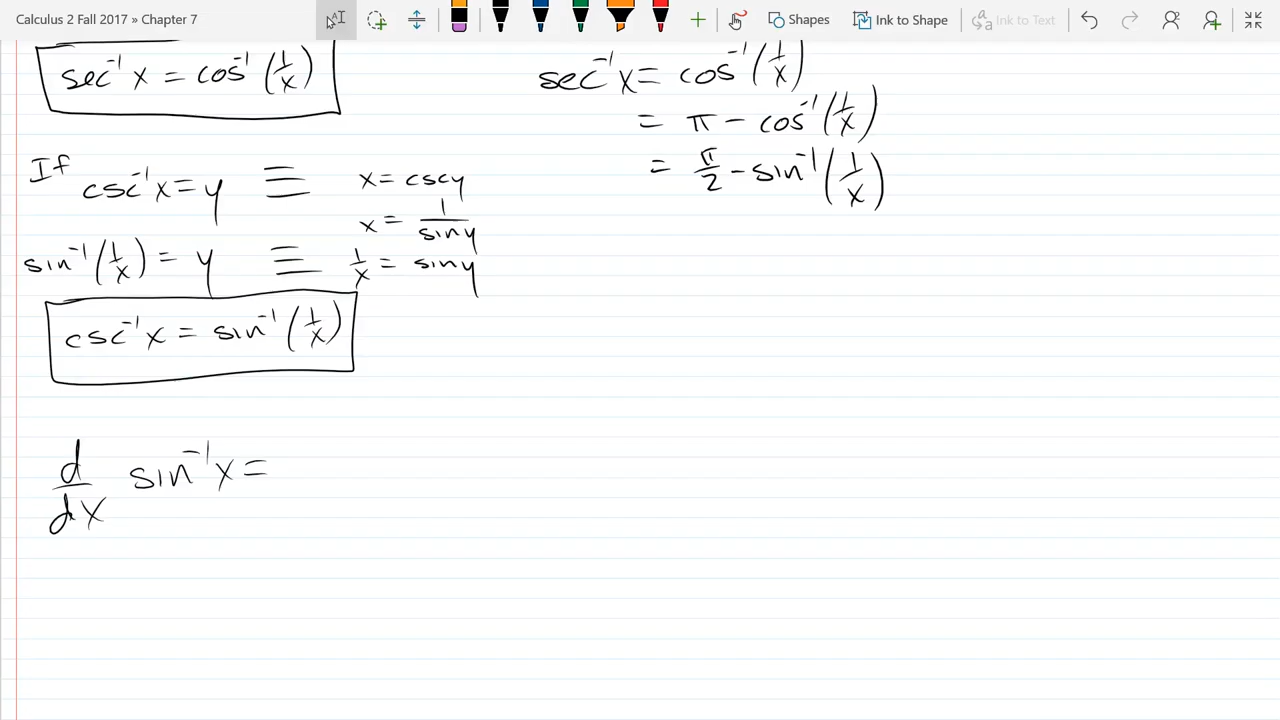 Calculus 2 Fall 2017 » Chapter 7
Shapes
Ink to Shape
Ink to Text
sec⁻¹ x = cos⁻¹ (1/x)
sec⁻¹ x = cos⁻¹ (1/x)
= π − cos⁻¹ (1/x)
= π/2 − sin⁻¹ (1/x)
If csc⁻¹ x = y ≡ x = csc y
x = 1/sin y
sin⁻¹ (1/x) = y ≡ 1/x = sin y
csc⁻¹ x = sin⁻¹ (1/x)
d/dx sin⁻¹ x =